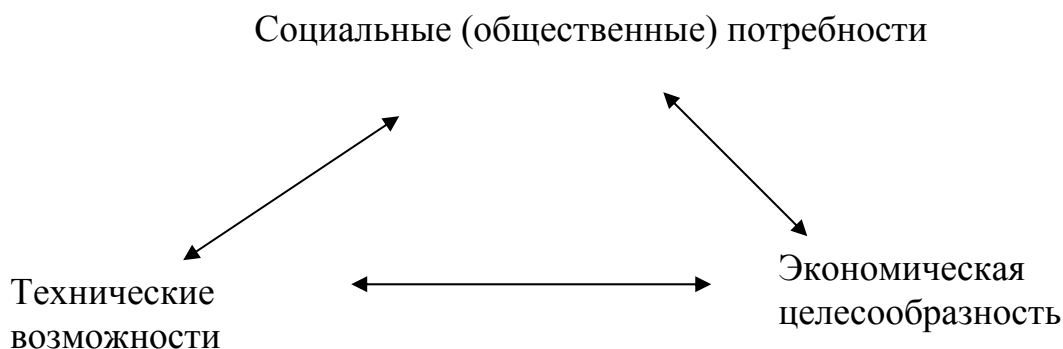 Социальные (общественные) потребности
Технические
возможности
Экономическая
целесообразность